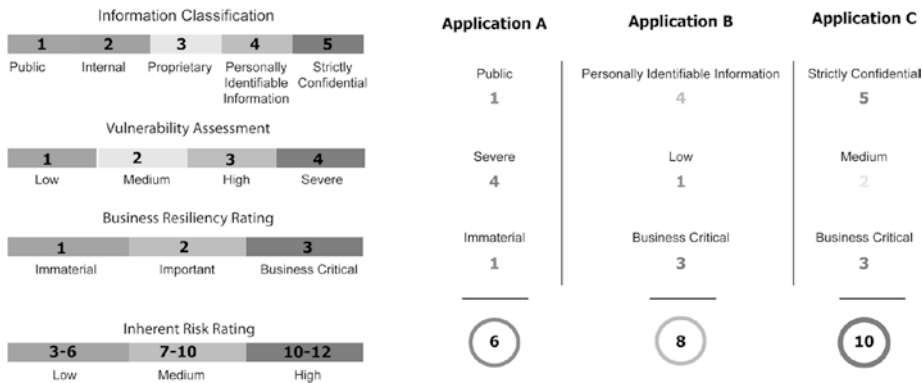 Information Classification
1 2 3 4 5
Public Internal Proprietary Personally Identifiable Information Strictly Confidential
Vulnerability Assessment
1 2 3 4
Low Medium High Severe
Business Resiliency Rating
1 2 3
Immaterial Important Business Critical
Inherent Risk Rating
3-6 7-10 10-12
Low Medium High
Application A
Public
1
Severe
4
Immaterial
1
6
Application B
Personally Identifiable Information
4
Low
1
Business Critical
3
8
Application C
Strictly Confidential
5
Medium
2
Business Critical
3
10